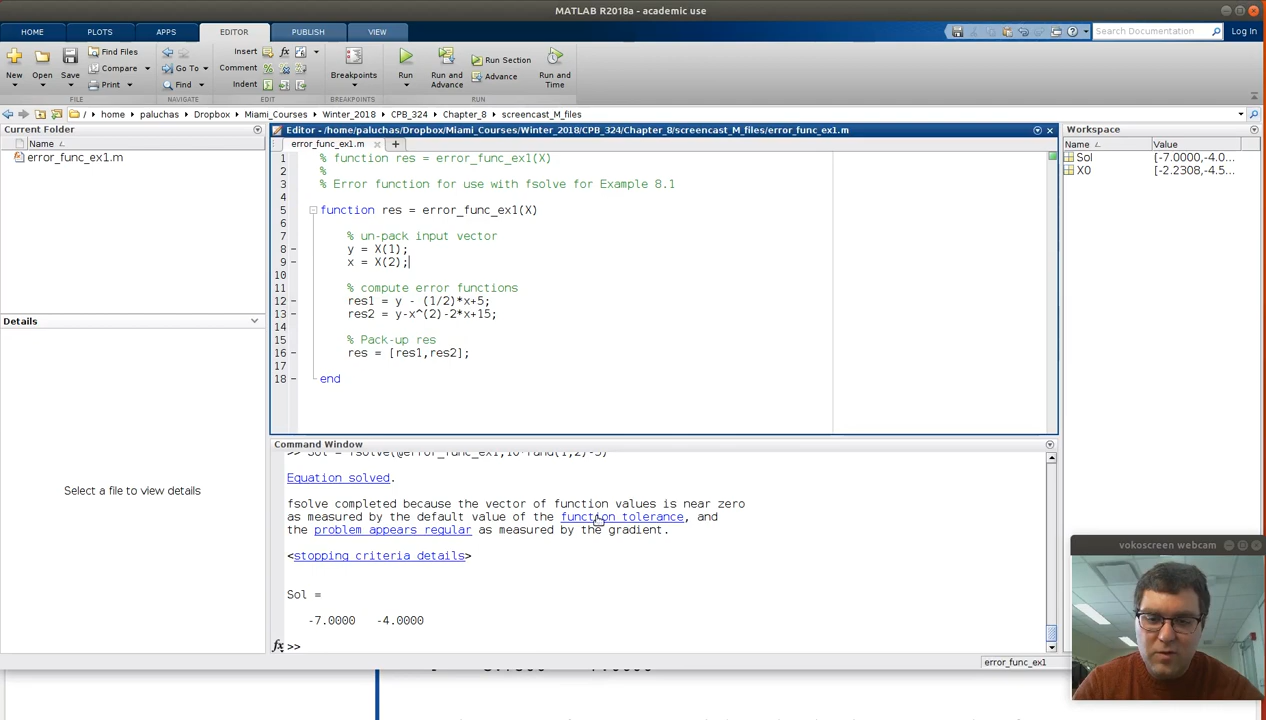 MATLAB R2018a - academic use
HOME PLOTS APPS EDITOR PUBLISH VIEW
Search Documentation Log In
New Open Save Find Files Compare Print
Go To Find
Insert Comment Indent
Breakpoints
Run Run and Advance Run Section Advance Run and Time
FILE NAVIGATE EDIT BREAKPOINTS RUN
/ home paluchas Dropbox Miami_Courses Winter_2018 CPB_324 Chapter_8 screencast_M_files
Current Folder
Name
error_func_ex1.m
Details
Select a file to view details
Editor - /home/paluchas/Dropbox/Miami_Courses/Winter_2018/CPB_324/Chapter_8/screencast_M_files/error_func_ex1.m
error_func_ex1.m
1 % function res = error_func_ex1(X)
2 %
3 % Error function for use with fsolve for Example 8.1
4
5 function res = error_func_ex1(X)
6
7 % un-pack input vector
8 y = X(1);
9 x = X(2);
10
11 % compute error functions
12 res1 = y - (1/2)*x+5;
13 res2 = y-x^(2)-2*x+15;
14
15 % Pack-up res
16 res = [res1,res2];
17
18 end
Command Window
>> Sol = fsolve(@error_func_ex1,10*rand(1,2)-5)
Equation solved.
fsolve completed because the vector of function values is near zero
as measured by the default value of the function tolerance, and
the problem appears regular as measured by the gradient.
<stopping criteria details>
Sol =
-7.0000 -4.0000
fx >>
error_func_ex1
Workspace
Name Value
Sol [-7.0000,-4.0...
X0 [-2.2308,-4.5...
vokoscreen webcam